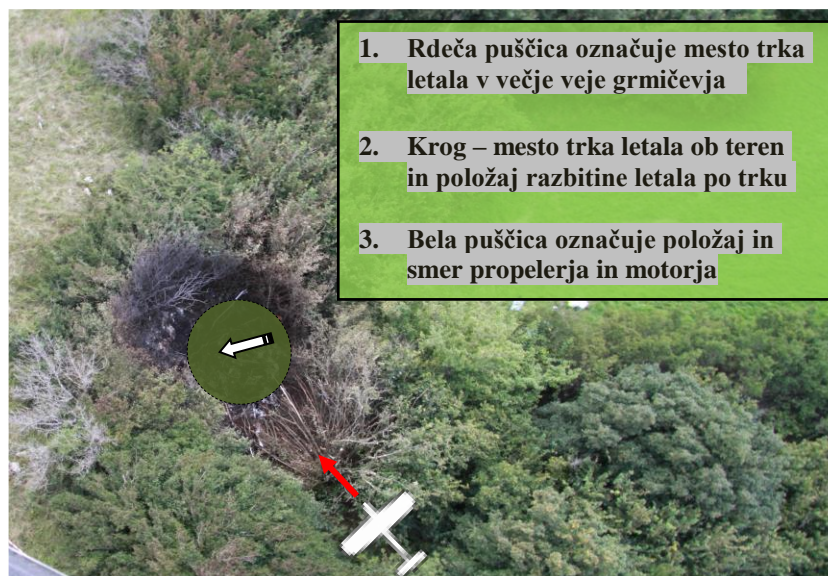 1. Rdeča puščica označuje mesto trka
letala v večje veje grmičevja
2. Krog – mesto trka letala ob teren
in položaj razbitine letala po trku
3. Bela puščica označuje položaj in
smer propelerja in motorja